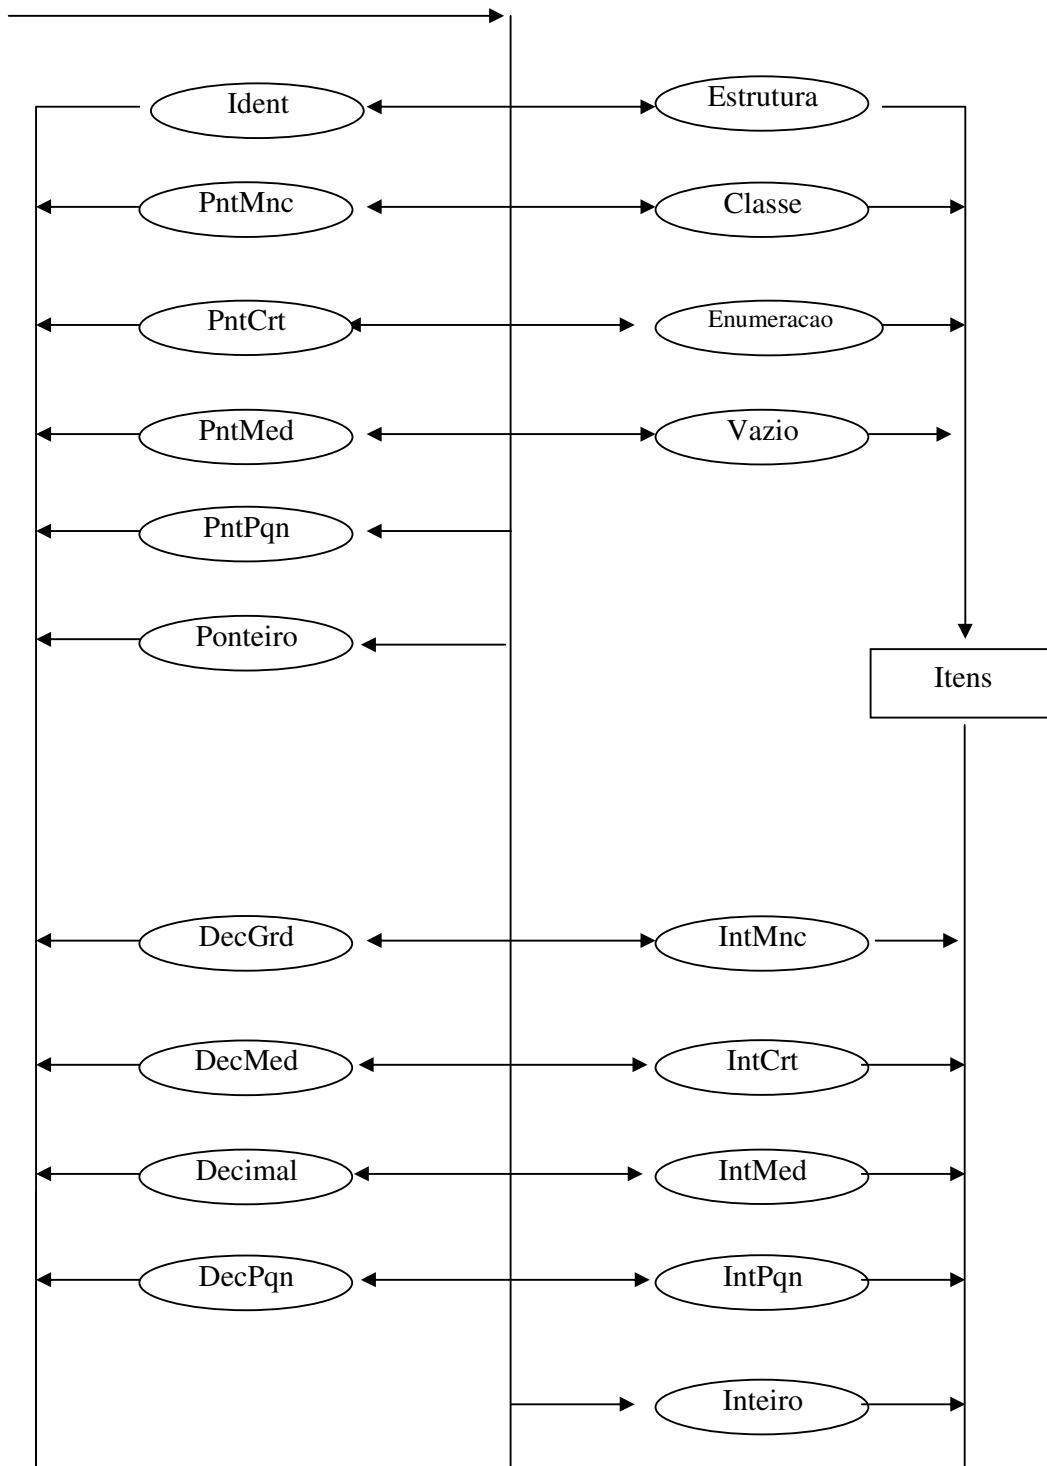 Ident
Estrutura
PntMnc
Classe
PntCrt
Enumeracao
PntMed
Vazio
PntPqn
Ponteiro
Itens
DecGrd
IntMnc
DecMed
IntCrt
Decimal
IntMed
DecPqn
IntPqn
Inteiro